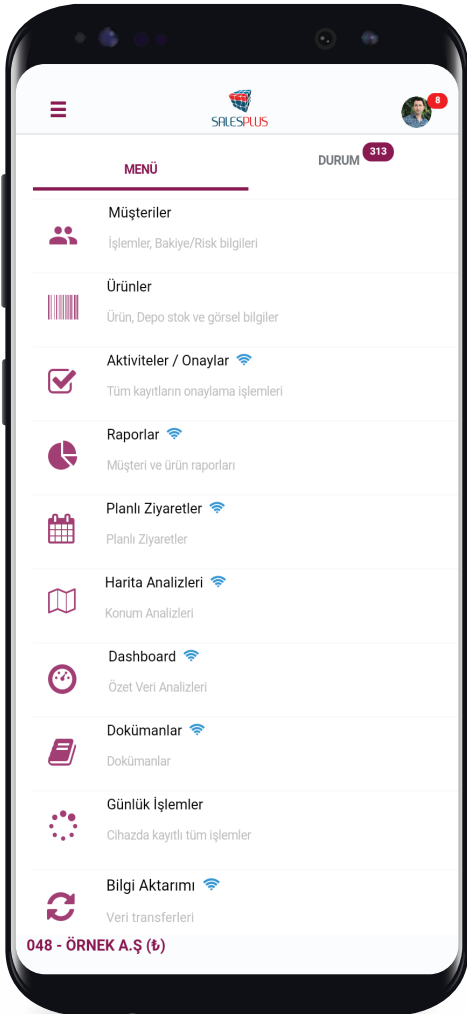 8
SALESPLUS
MENÜ
DURUM 313
Müşteriler
İşlemler, Bakiye/Risk bilgileri
Ürünler
Ürün, Depo stok ve görsel bilgiler
Aktiviteler / Onaylar
Tüm kayıtların onaylama işlemleri
Raporlar
Müşteri ve ürün raporları
Planlı Ziyaretler
Planlı Ziyaretler
Harita Analizleri
Konum Analizleri
Dashboard
Özet Veri Analizleri
Dokümanlar
Dokümanlar
Günlük İşlemler
Cihazda kayıtlı tüm işlemler
Bilgi Aktarımı
Veri transferleri
048 - ÖRNEK A.Ş (₺)